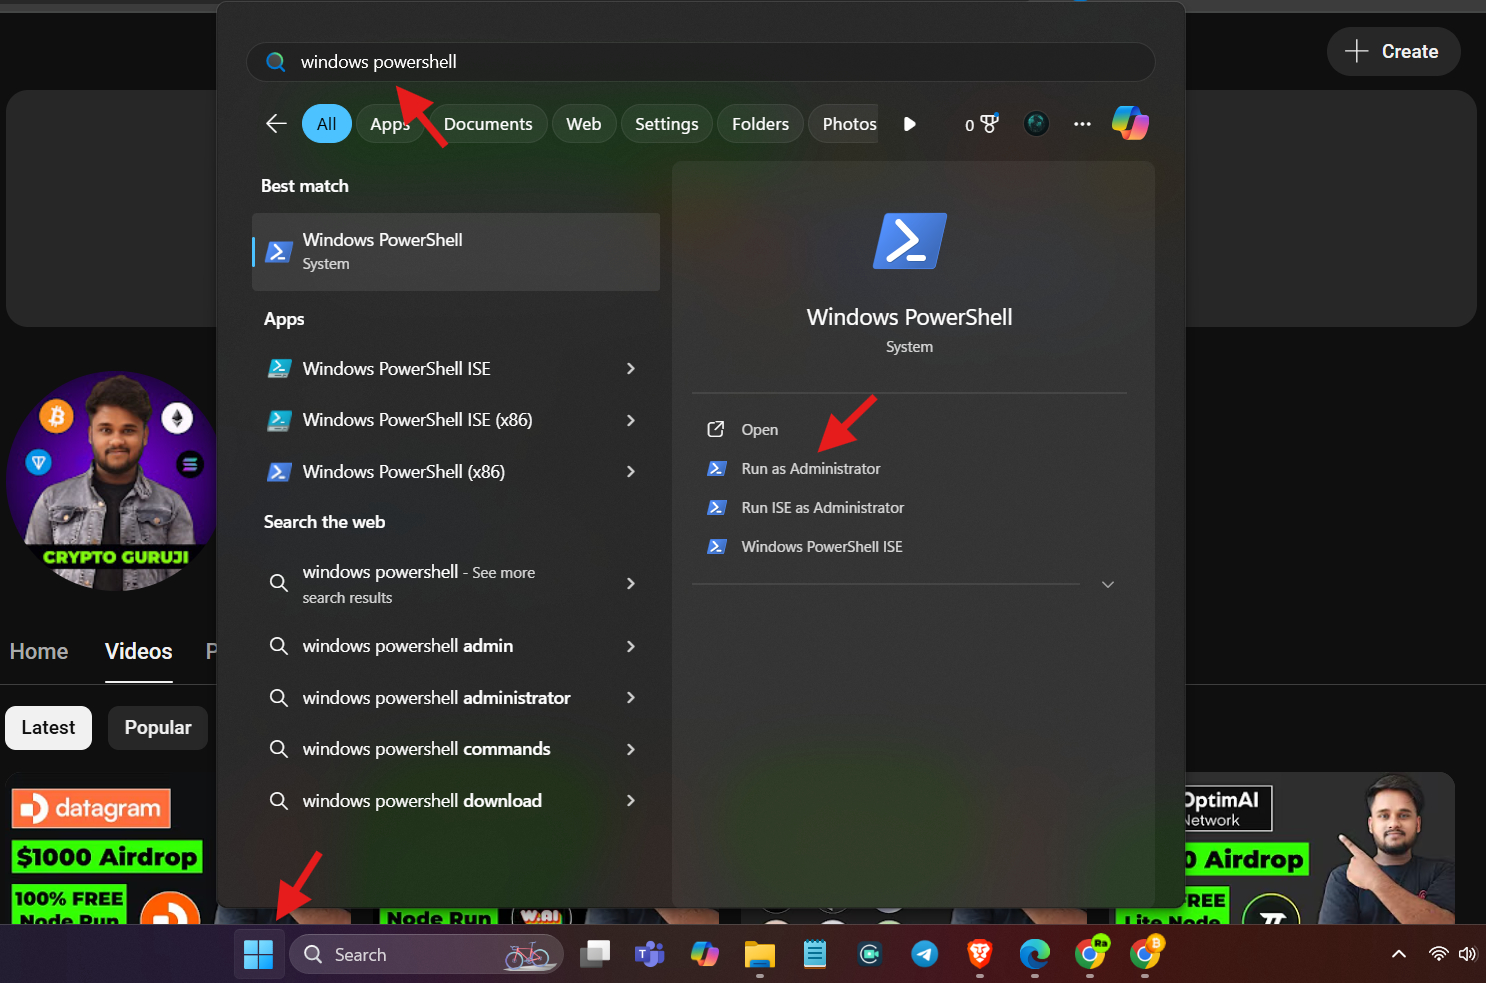 windows powershell
Create
All
Apps
Documents
Web
Settings
Folders
Photos
0
Best match
Windows PowerShell
System
Apps
Windows PowerShell ISE
Windows PowerShell ISE (x86)
Windows PowerShell (x86)
Search the web
windows powershell - See more
search results
windows powershell admin
windows powershell administrator
windows powershell commands
windows powershell download
Windows PowerShell
System
Open
Run as Administrator
Run ISE as Administrator
Windows PowerShell ISE
CRYPTO GURUJI
Home
Videos
P
Latest
Popular
datagram
$1000 Airdrop
100% FREE
Node Run
Node Run
W.AI
OptimAI
Network
0 Airdrop
FREE
Lite Node
Search
Ra